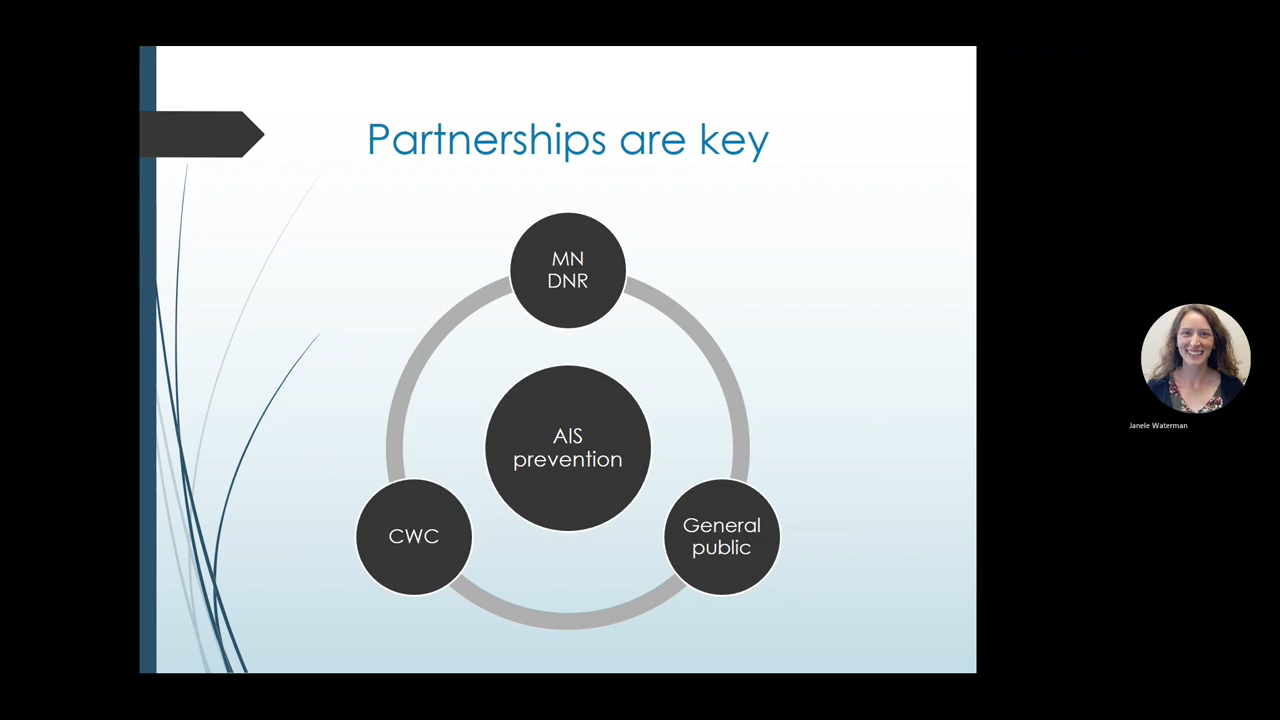 Partnerships are key
MN
DNR
AIS
prevention
CWC
General
public
Janele Waterman